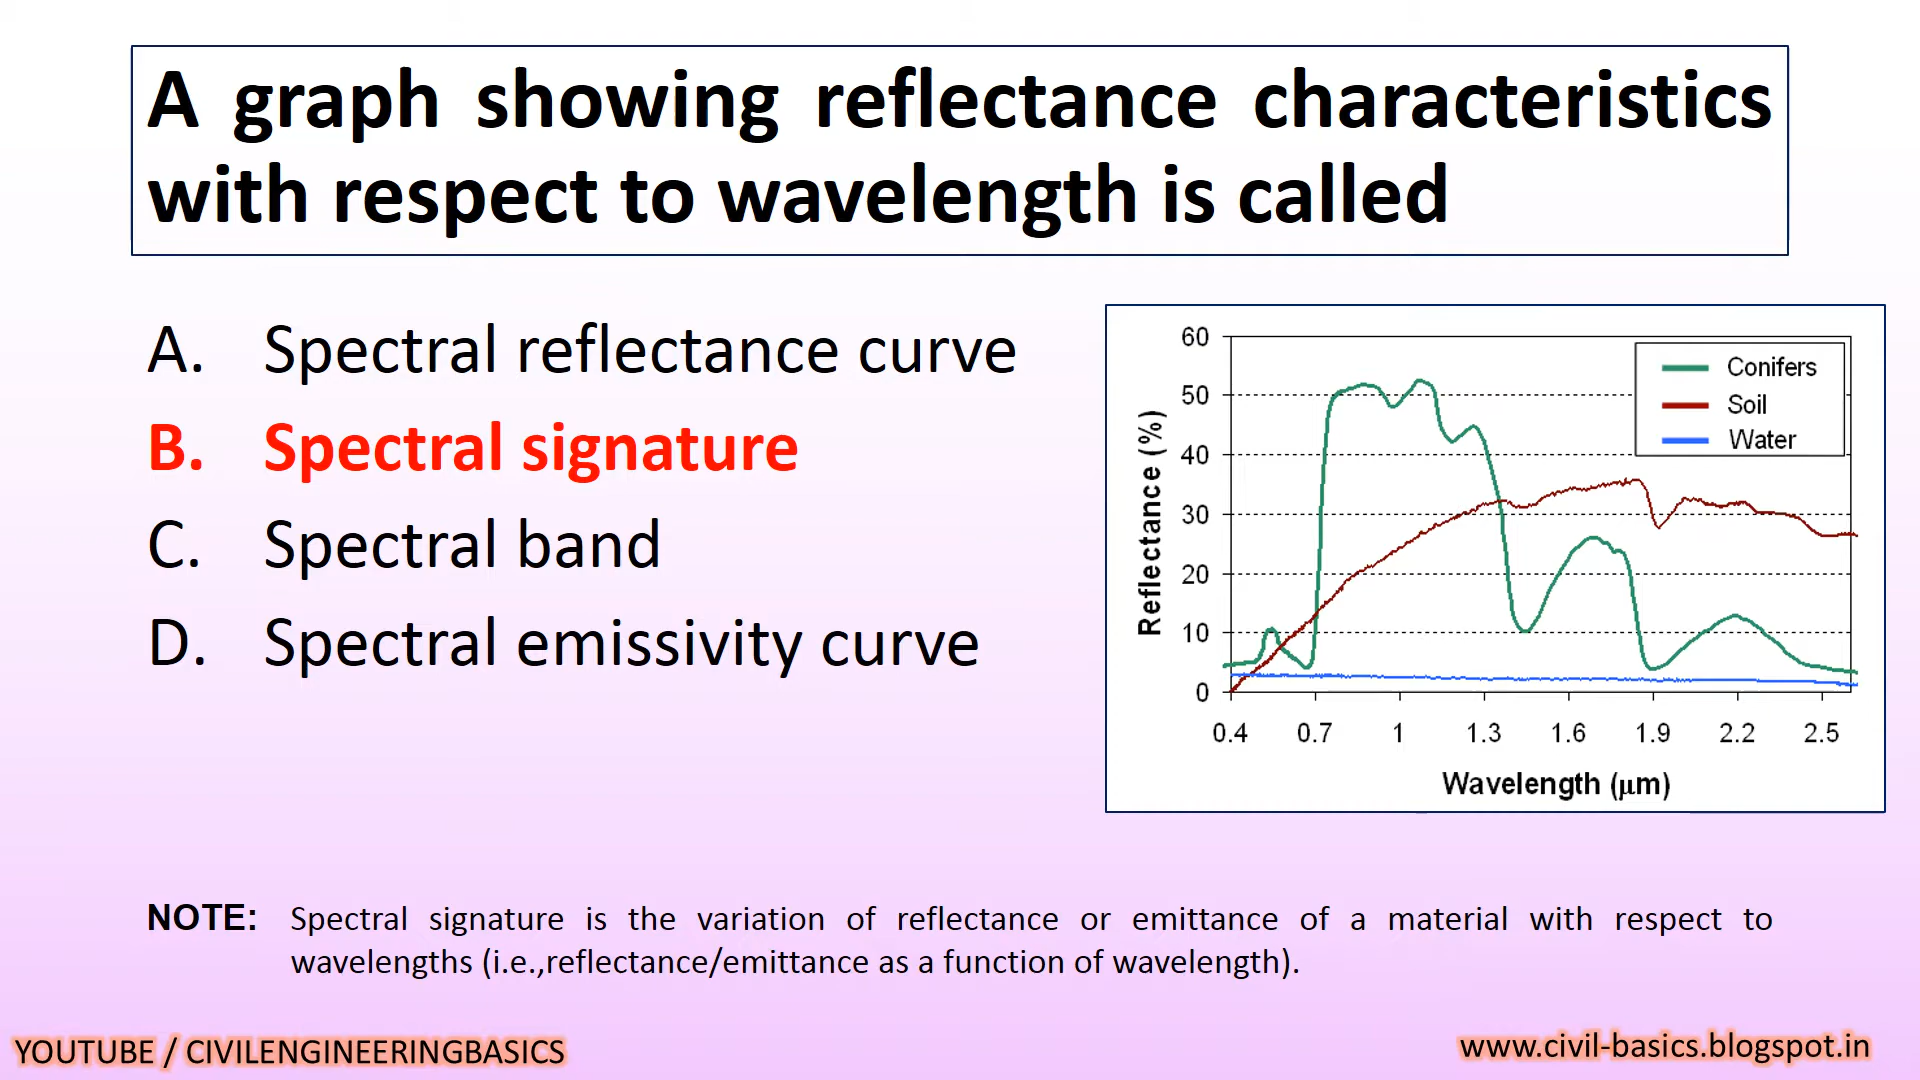 A graph showing reflectance characteristics
with respect to wavelength is called
A. Spectral reflectance curve
B. Spectral signature
C. Spectral band
D. Spectral emissivity curve
60
50
40
30
20
10
0
Reflectance (%)
Conifers
Soil
Water
0.4 0.7 1 1.3 1.6 1.9 2.2 2.5
Wavelength (μm)
NOTE: Spectral signature is the variation of reflectance or emittance of a material with respect to
wavelengths (i.e.,reflectance/emittance as a function of wavelength).
YOUTUBE / CIVILENGINEERINGBASICS
www.civil-basics.blogspot.in